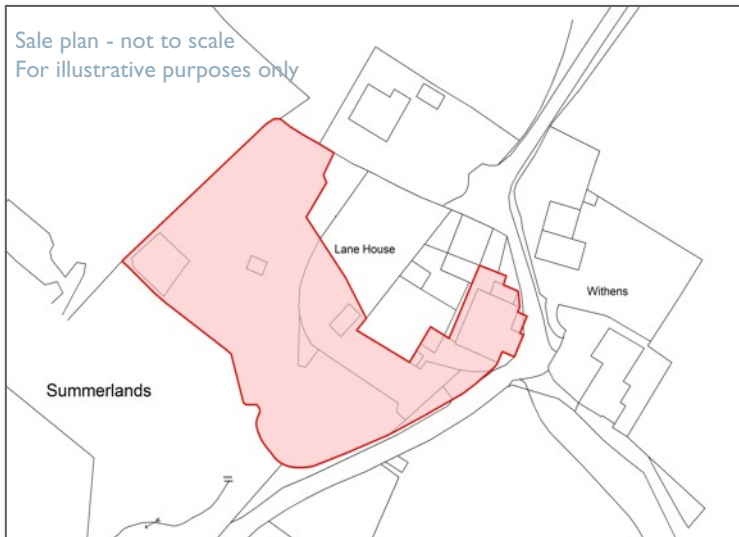 Sale plan - not to scale
For illustrative purposes only
Lane House
Withens
Summerlands